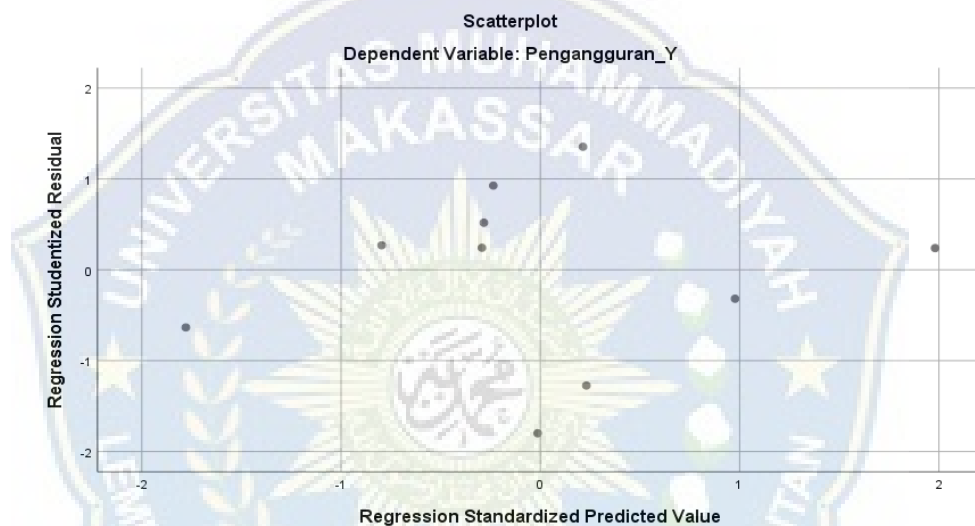 Scatterplot
Dependent Variable: Pengangguran_Y
UNIVERSITAS MUHAMMADIYAH
MAKASSAR
Regression Studentized Residual
2
1
0
-1
-2
-2
-1
0
1
2
Regression Standardized Predicted Value